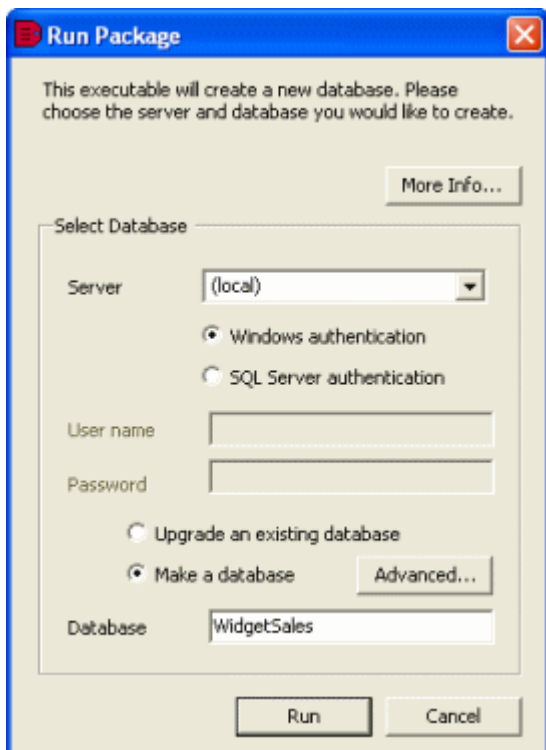 Run Package
This executable will create a new database. Please
choose the server and database you would like to create.
More Info...
Select Database
Server
(local)
Windows authentication
SQL Server authentication
User name
Password
Upgrade an existing database
Make a database
Advanced...
Database
WidgetSales
Run
Cancel